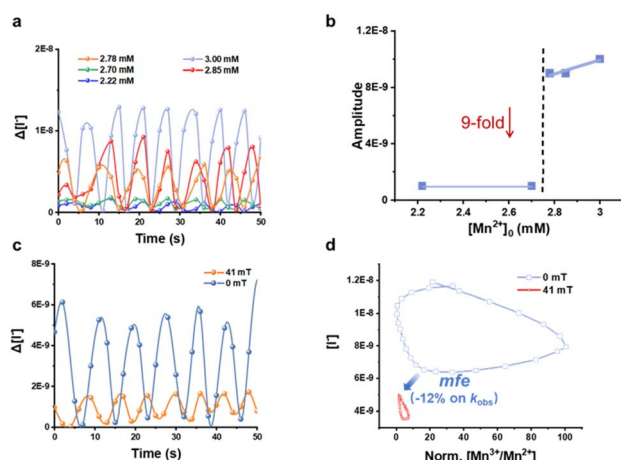 a
2E-8
1E-8
0
Δ[I-]
2.78 mM
2.70 mM
2.22 mM
3.00 mM
2.85 mM
0 10 20 30 40 50
Time (s)
b
1.2E-8
8E-9
4E-9
0
Amplitude
9-fold
2.2 2.4 2.6 2.8 3
[Mn²⁺]₀ (mM)
c
8E-9
6E-9
4E-9
2E-9
0
Δ[I-]
41 mT
0 mT
0 10 20 30 40 50
Time (s)
d
1.2E-8
1E-8
8E-9
6E-9
4E-9
[I-]
0 mT
41 mT
mfe
(-12% on kobs)
0 20 40 60 80 100
Norm. [Mn³⁺/Mn²⁺]